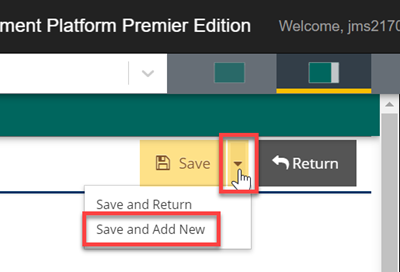 ment Platform Premier Edition
Welcome, jms2170
Save
Return
Save and Return
Save and Add New